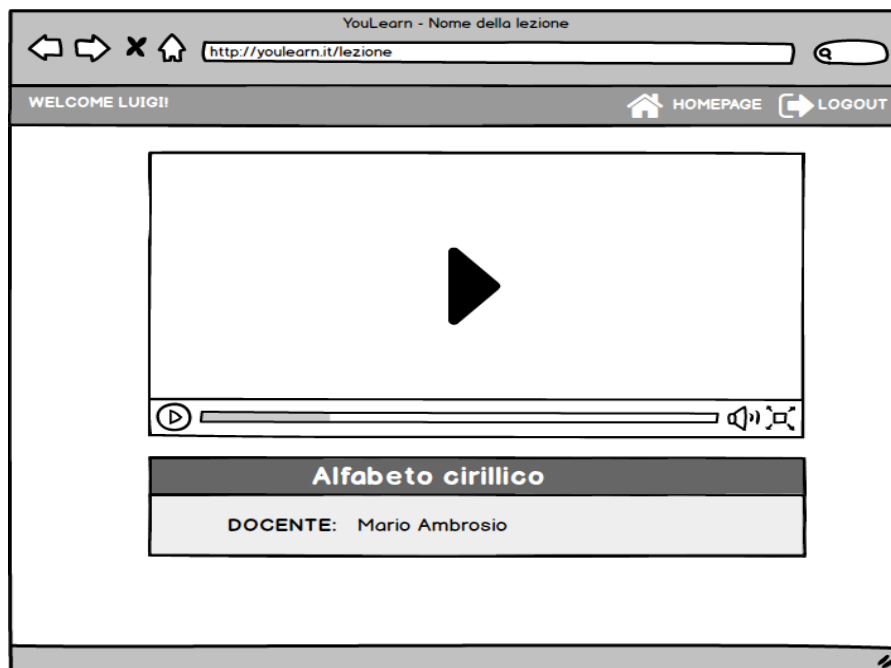 YouLearn - Nome della lezione
http://youlearn.it/lezione
WELCOME LUIGI!
HOMEPAGE
LOGOUT
Alfabeto cirillico
DOCENTE: Mario Ambrosio